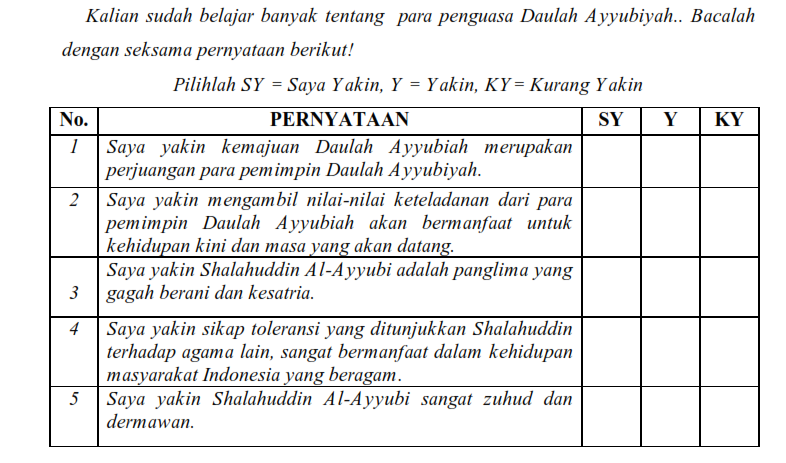 Kalian sudah belajar banyak tentang para penguasa Daulah Ayyubiyah.. Bacalah
dengan seksama pernyataan berikut!
Pilihlah SY = Saya Yakin, Y = Yakin, KY = Kurang Yakin
No. PERNYATAAN SY Y KY
1 Saya yakin kemajuan Daulah Ayyubiah merupakan
perjuangan para pemimpin Daulah Ayyubiyah.
2 Saya yakin mengambil nilai-nilai keteladanan dari para
pemimpin Daulah Ayyubiah akan bermanfaat untuk
kehidupan kini dan masa yang akan datang.
Saya yakin Shalahuddin Al-Ayyubi adalah panglima yang
3 gagah berani dan kesatria.
4 Saya yakin sikap toleransi yang ditunjukkan Shalahuddin
terhadap agama lain, sangat bermanfaat dalam kehidupan
masyarakat Indonesia yang beragam.
5 Saya yakin Shalahuddin Al-Ayyubi sangat zuhud dan
dermawan.